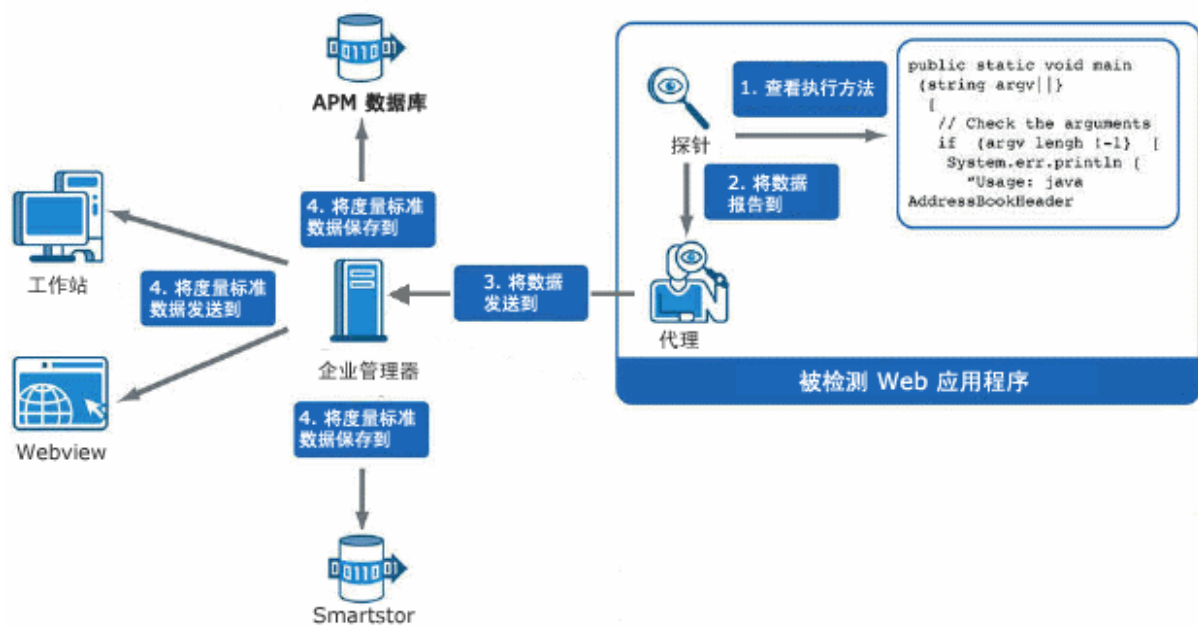 APM 数据库
4. 将度量标准
数据保存到
工作站
4. 将度量标准
数据发送到
Webview
企业管理器
4. 将度量标准
数据保存到
Smartstor
3. 将数据
发送到
探针
1. 查看执行方法
2. 将数据
报告到
代理
public static void main
(string argv||}
{
// Check the arguments
if (argv lengh !-1} {
System.err.println (
"Usage: java
AddressBookHeader
被检测 Web 应用程序